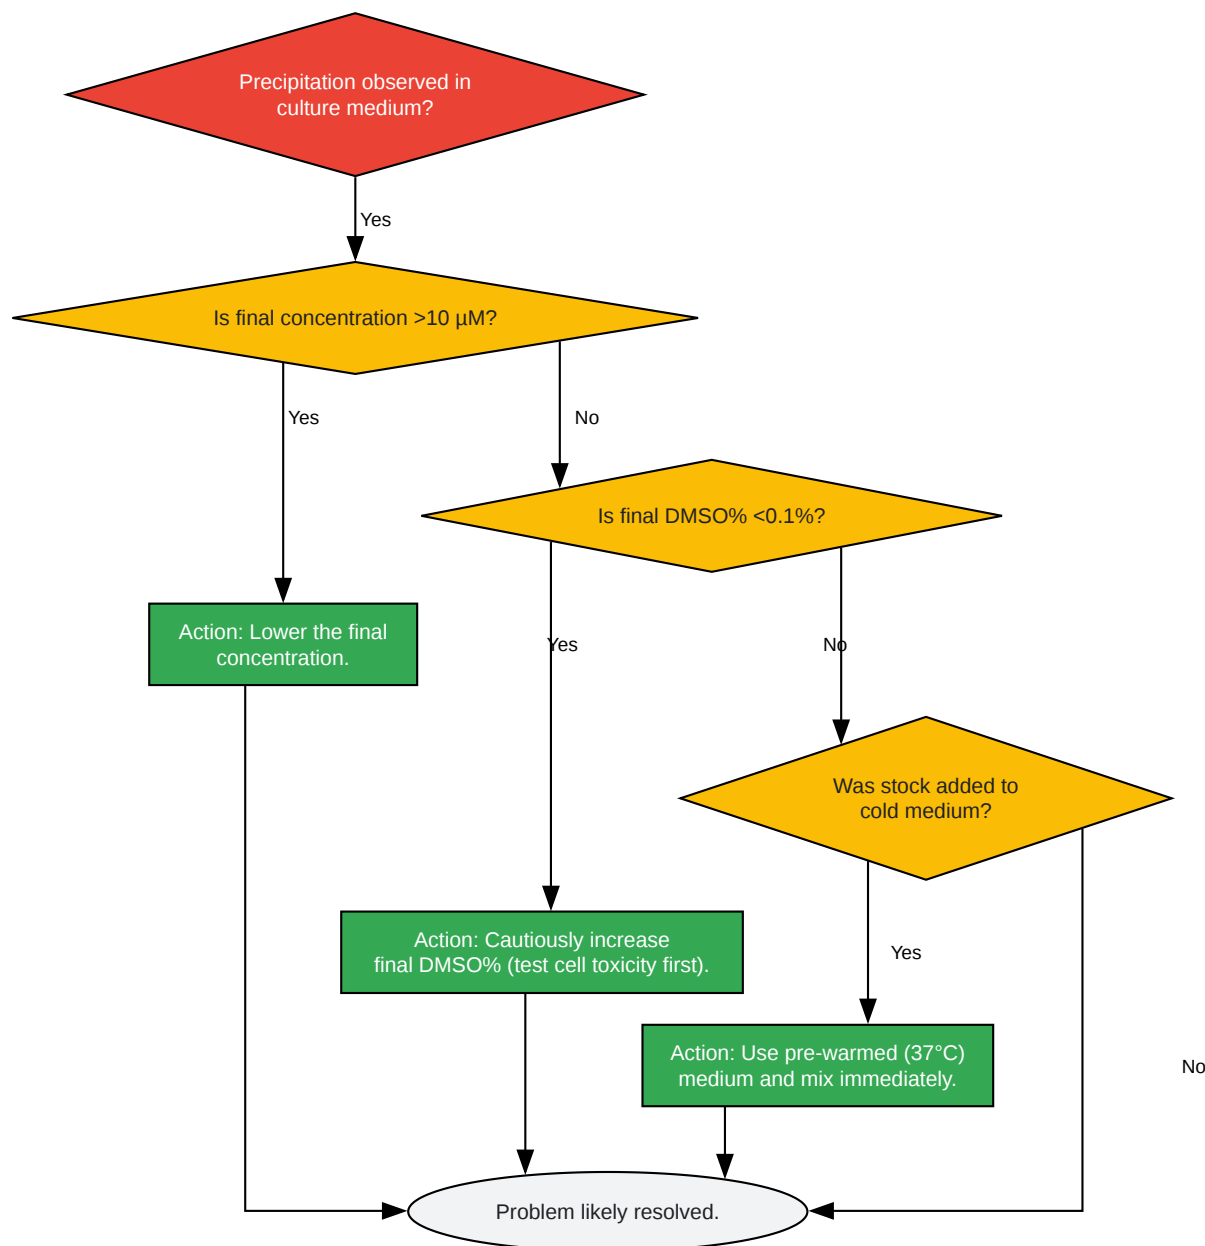 Precipitation observed in
culture medium?
Yes
Is final concentration >10 µM?
Yes
No
Is final DMSO% <0.1%?
Action: Lower the final
concentration.
Yes
No
Was stock added to
cold medium?
Action: Cautiously increase
final DMSO% (test cell toxicity first).
Yes
Action: Use pre-warmed (37°C)
medium and mix immediately.
No
Problem likely resolved.